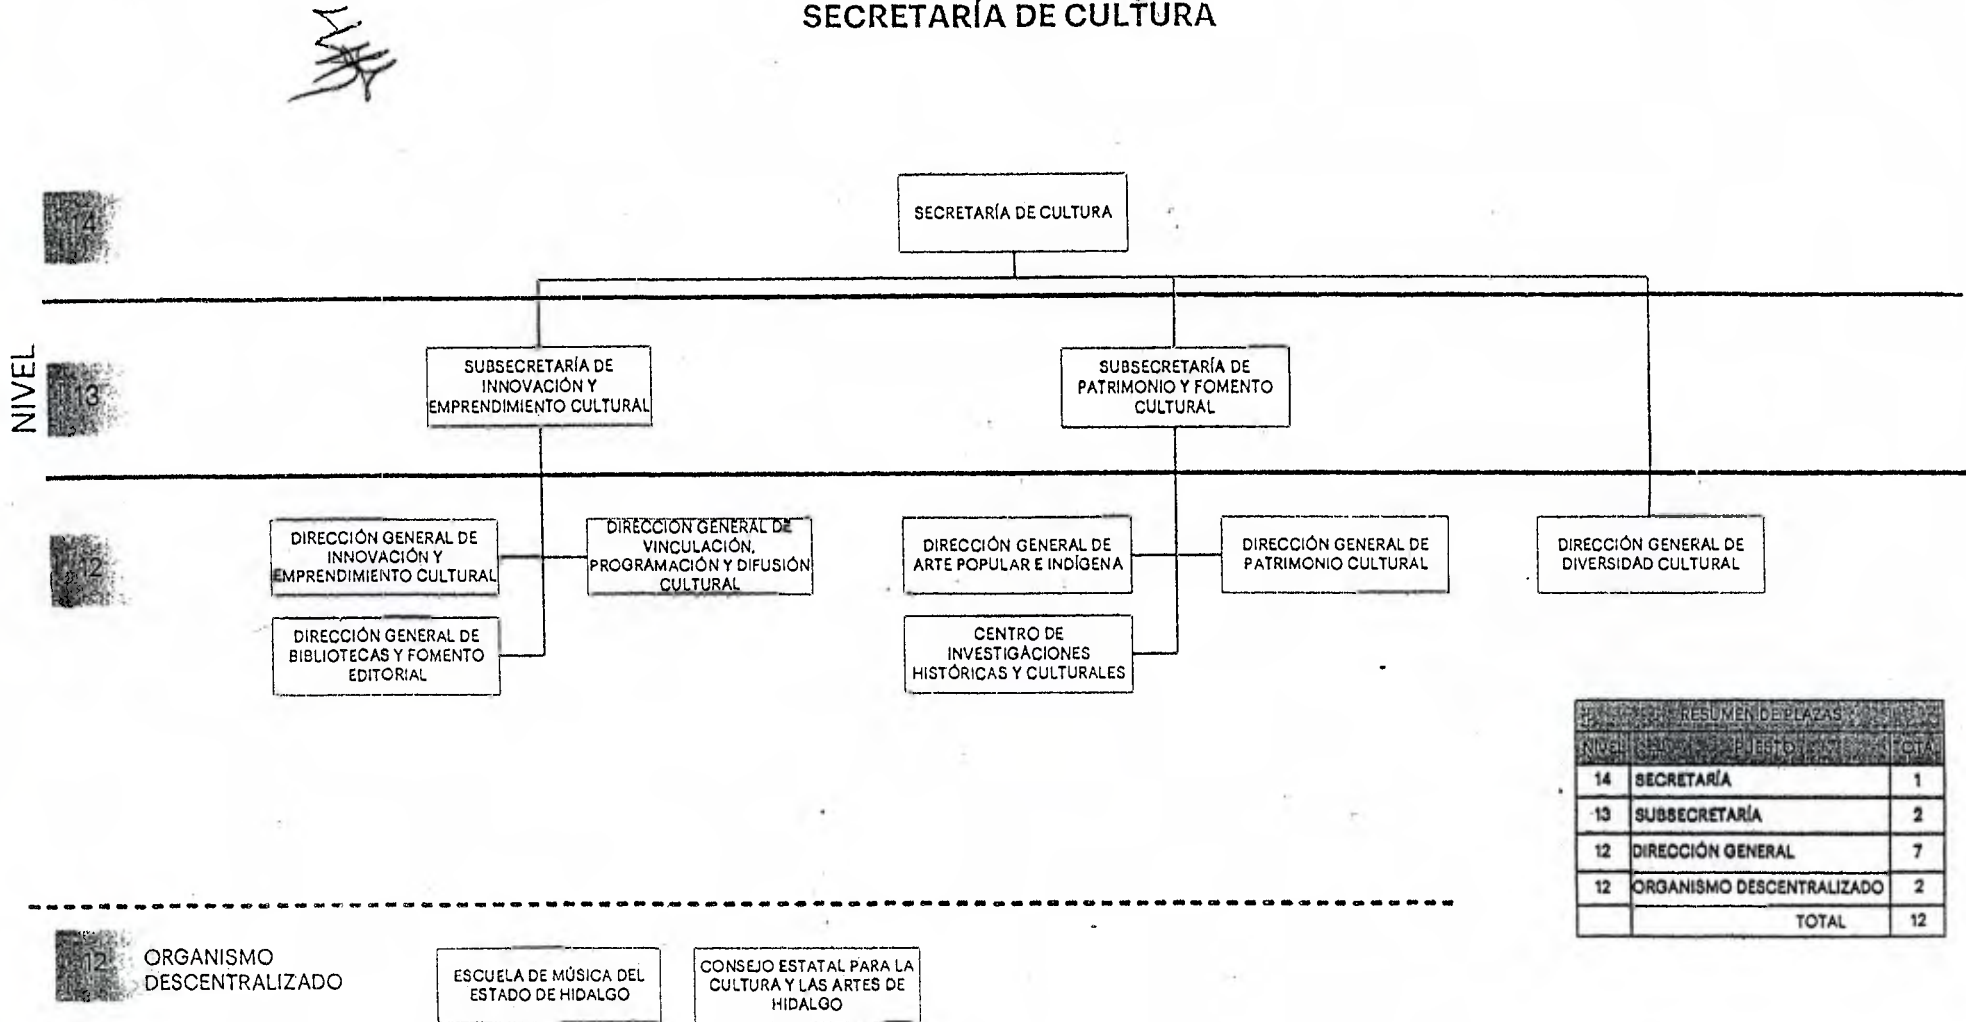 SECRETARÍA DE CULTURA
14
SECRETARÍA DE CULTURA
NIVEL
13
SUBSECRETARÍA DE
INNOVACIÓN Y
EMPRENDIMIENTO CULTURAL
SUBSECRETARÍA DE
PATRIMONIO Y FOMENTO
CULTURAL
12
DIRECCIÓN GENERAL DE
INNOVACIÓN Y
EMPRENDIMIENTO CULTURAL
DIRECCIÓN GENERAL DE
VINCULACIÓN,
PROGRAMACIÓN Y DIFUSIÓN
CULTURAL
DIRECCIÓN GENERAL DE
ARTE POPULAR E INDÍGENA
DIRECCIÓN GENERAL DE
PATRIMONIO CULTURAL
DIRECCIÓN GENERAL DE
DIVERSIDAD CULTURAL
DIRECCIÓN GENERAL DE
BIBLIOTECAS Y FOMENTO
EDITORIAL
CENTRO DE
INVESTIGACIONES
HISTÓRICAS Y CULTURALES
RESUMEN DE PLAZAS
NIVEL PUESTO TOTAL
14 SECRETARÍA 1
13 SUBSECRETARÍA 2
12 DIRECCIÓN GENERAL 7
12 ORGANISMO DESCENTRALIZADO 2
TOTAL 12
12 ORGANISMO
DESCENTRALIZADO
ESCUELA DE MÚSICA DEL
ESTADO DE HIDALGO
CONSEJO ESTATAL PARA LA
CULTURA Y LAS ARTES DE
HIDALGO